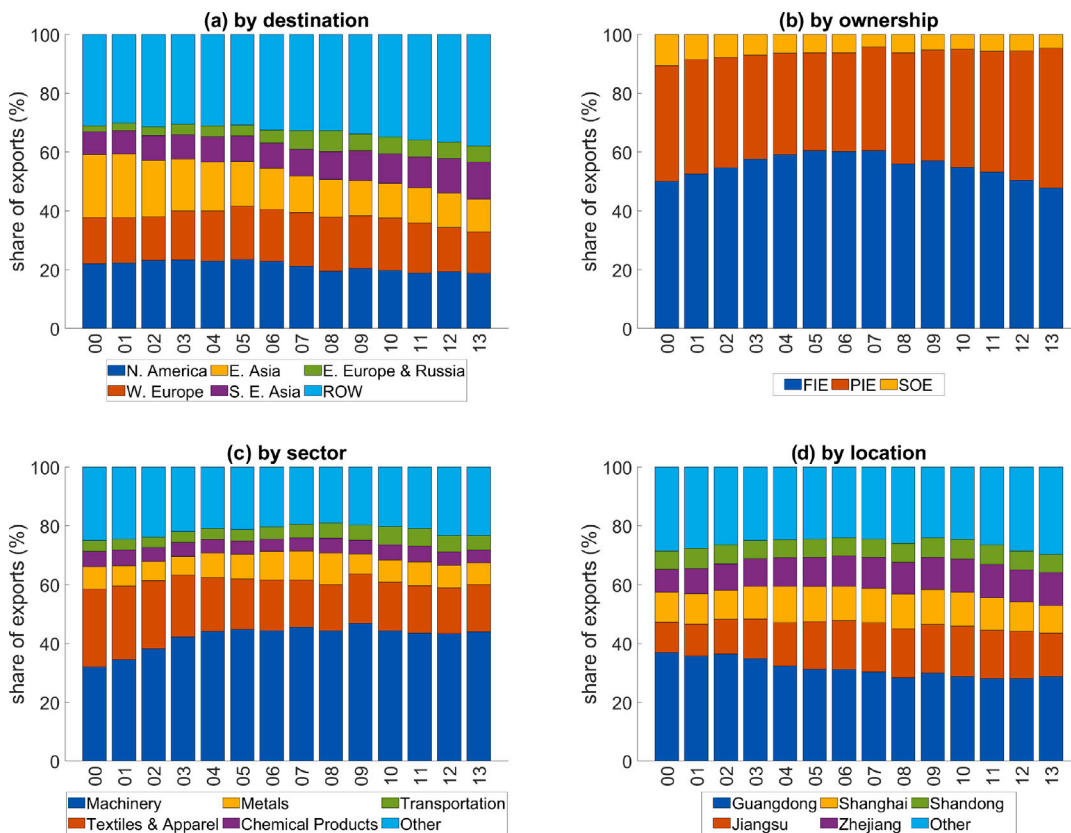 (a) by destination
share of exports (%)
100
80
60
40
20
0
00 01 02 03 04 05 06 07 08 09 10 11 12 13
N. America E. Asia E. Europe & Russia
W. Europe S. E. Asia ROW
(b) by ownership
share of exports (%)
100
80
60
40
20
0
00 01 02 03 04 05 06 07 08 09 10 11 12 13
FIE PIE SOE
(c) by sector
share of exports (%)
100
80
60
40
20
0
00 01 02 03 04 05 06 07 08 09 10 11 12 13
Machinery Metals Transportation
Textiles & Apparel Chemical Products Other
(d) by location
share of exports (%)
100
80
60
40
20
0
00 01 02 03 04 05 06 07 08 09 10 11 12 13
Guangdong Shanghai Shandong
Jiangsu Zhejiang Other